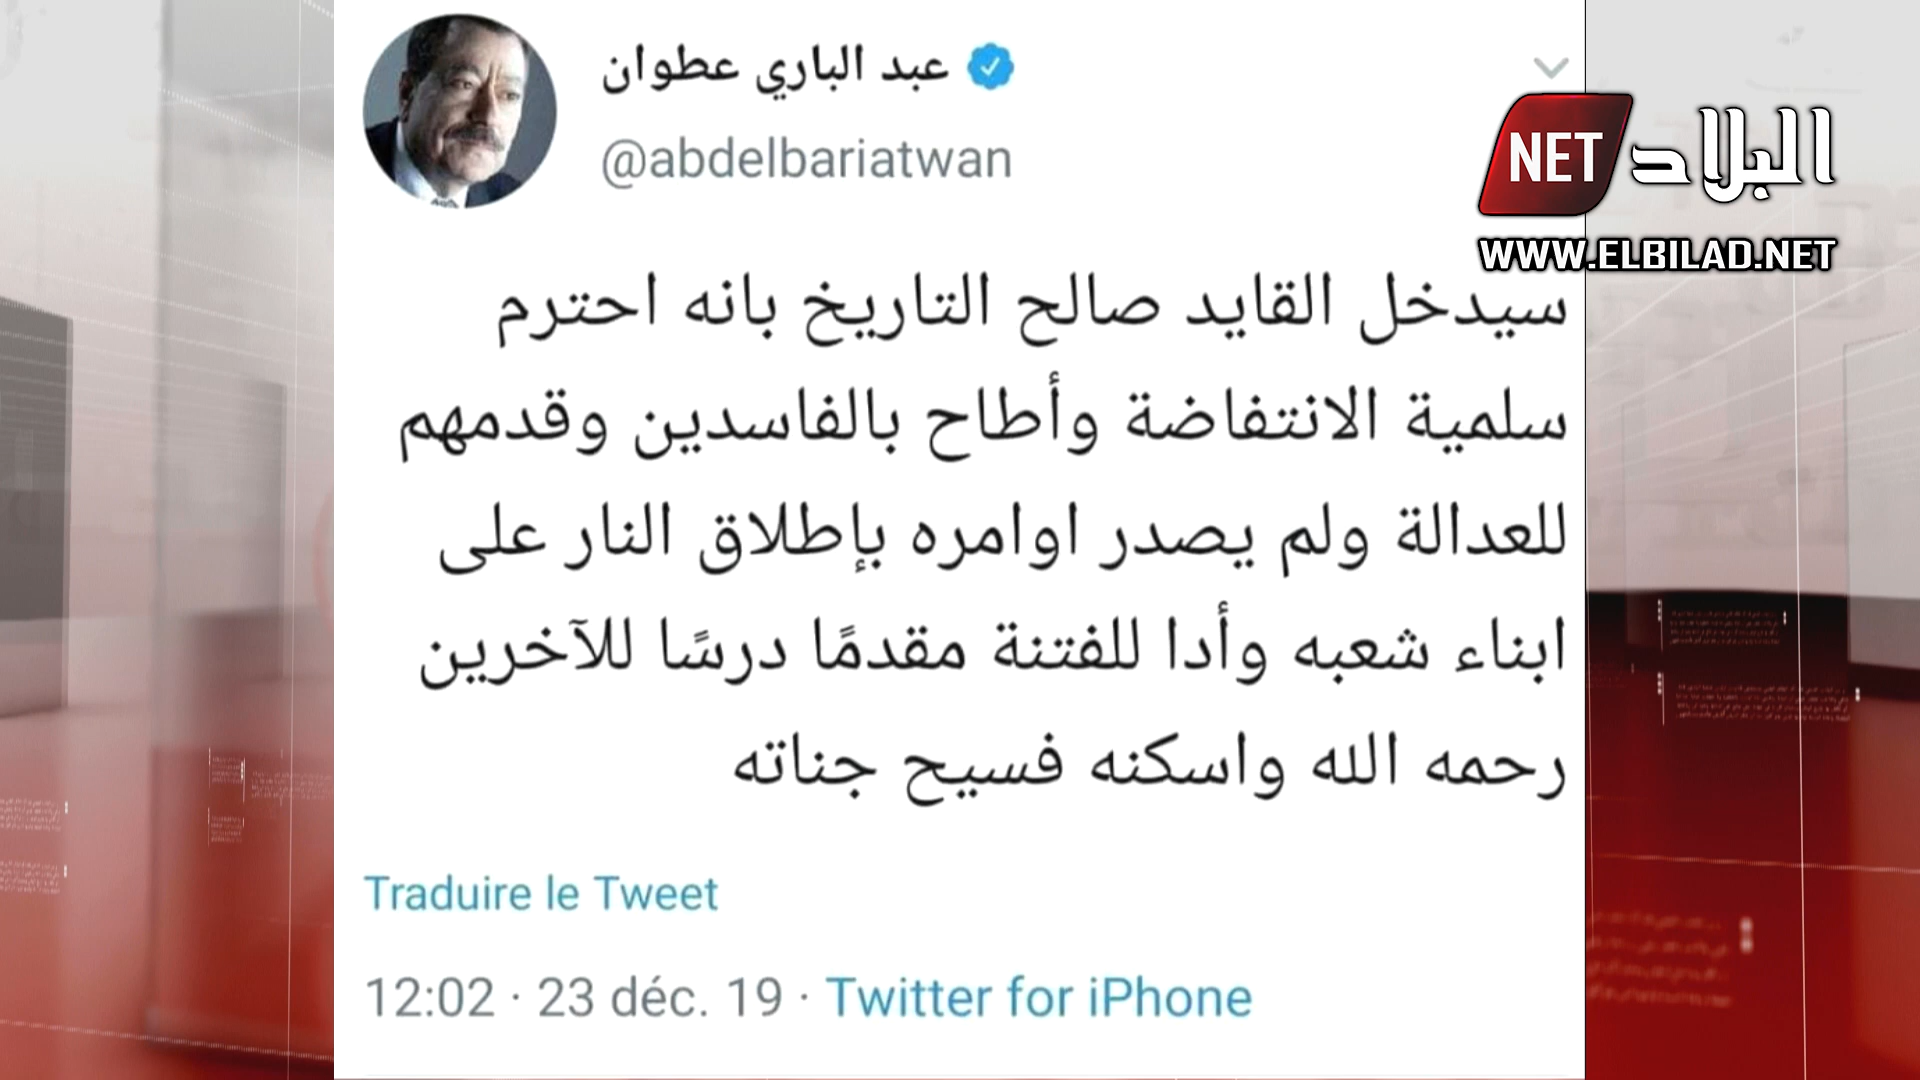 عبد الباري عطوان
@abdelbariatwan
NET البلاد
WWW.ELBILAD.NET
سيدخل القايد صالح التاريخ بانه احترم
سلمية الانتفاضة وأطاح بالفاسدين وقدمهم
للعدالة ولم يصدر اوامره بإطلاق النار على
ابناء شعبه وأدا للفتنة مقدمًا درسًا للآخرين
رحمه الله واسكنه فسيح جناته
Traduire le Tweet
12:02 · 23 déc. 19 · Twitter for iPhone